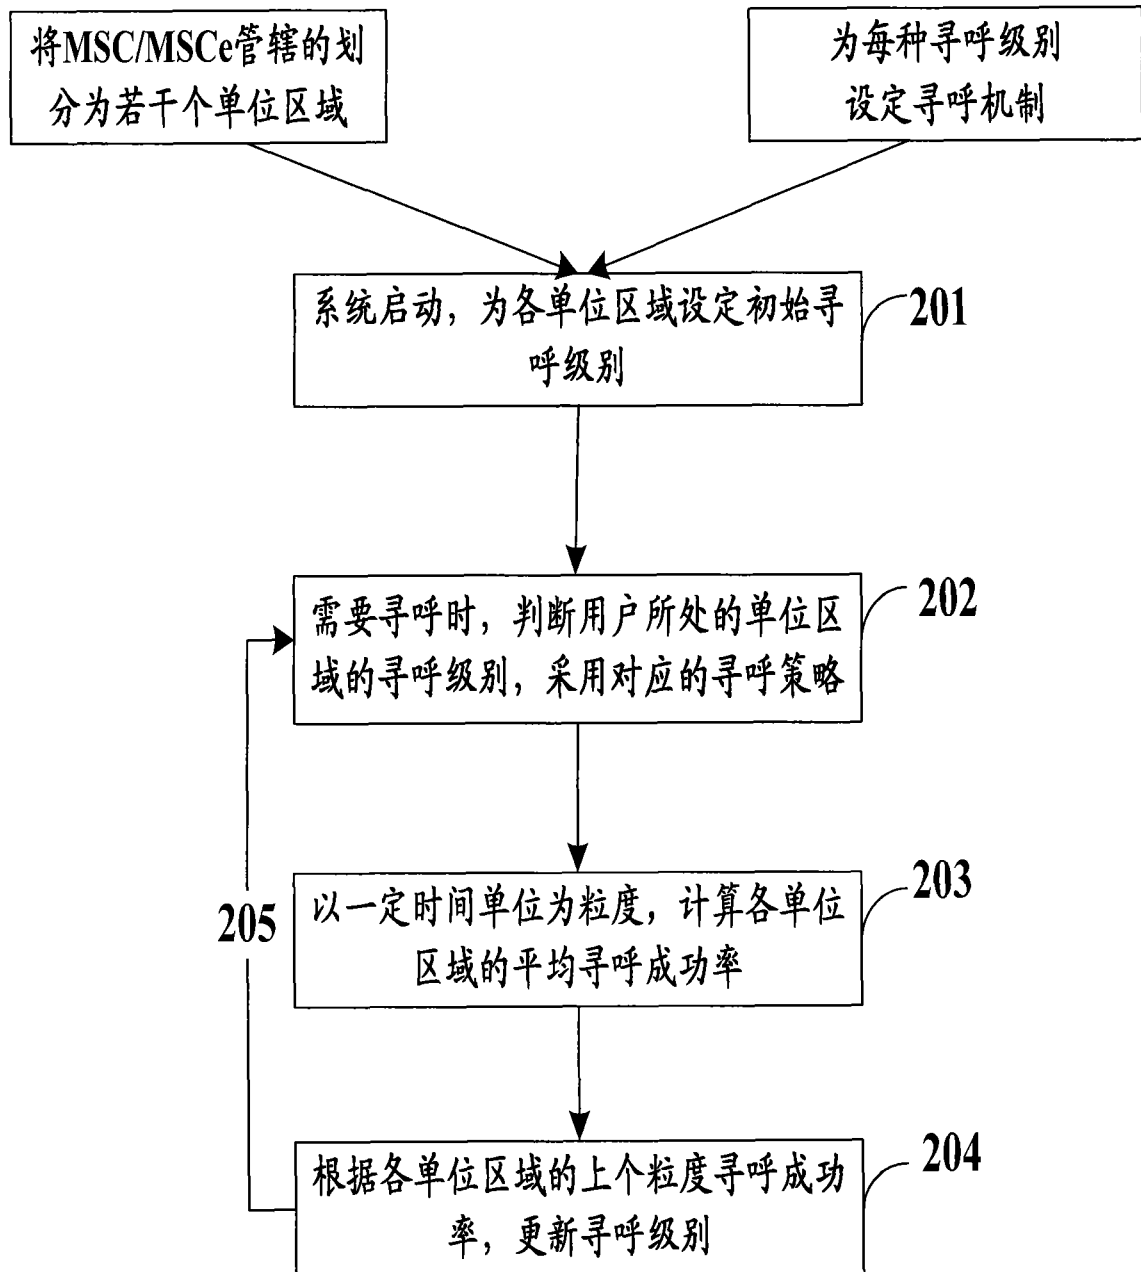 将MSC/MSCe管辖的划
分为若干个单位区域
为每种寻呼级别
设定寻呼机制
系统启动，为各单位区域设定初始寻
呼级别
201
需要寻呼时，判断用户所处的单位区
域的寻呼级别，采用对应的寻呼策略
202
以一定时间单位为粒度，计算各单位
区域的平均寻呼成功率
203
205
根据各单位区域的上个粒度寻呼成功
率，更新寻呼级别
204